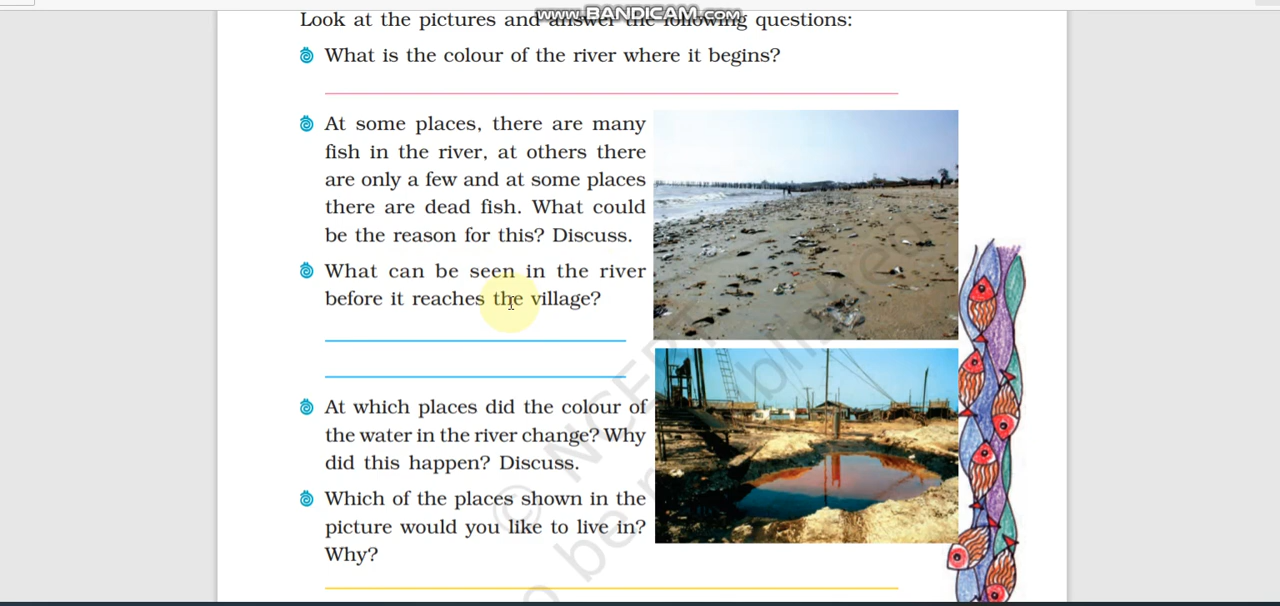 Look at the pictures and answer the following questions:
www.BANDICAM.com
What is the colour of the river where it begins?
At some places, there are many
fish in the river, at others there
are only a few and at some places
there are dead fish. What could
be the reason for this? Discuss.
What can be seen in the river
before it reaches the village?
At which places did the colour of
the water in the river change? Why
did this happen? Discuss.
Which of the places shown in the
picture would you like to live in?
Why?
© NCERT